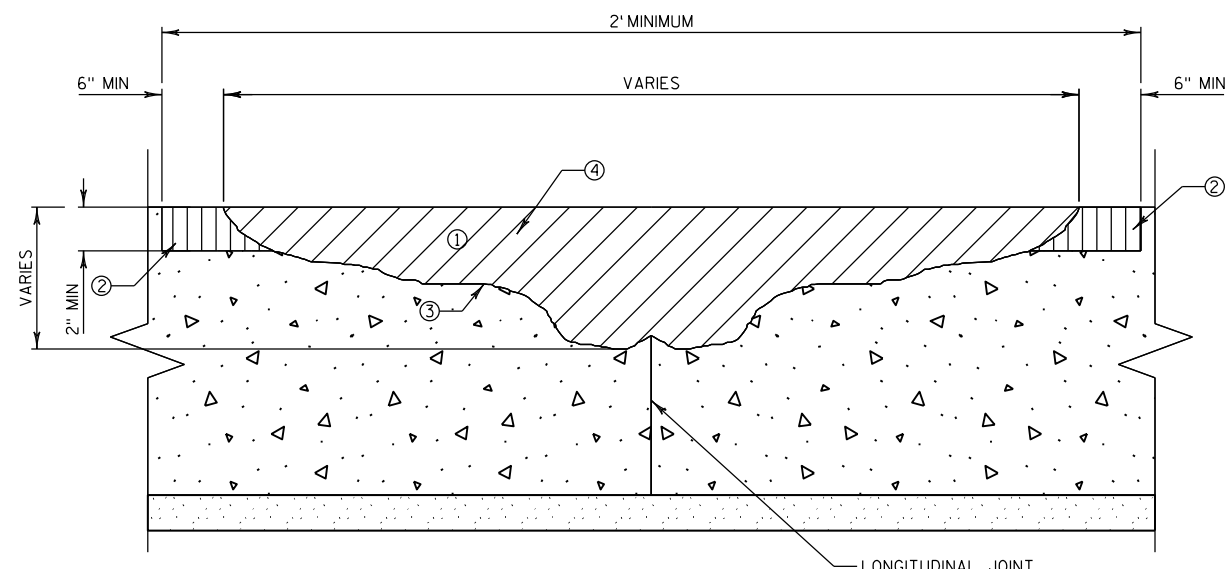 2' MINIMUM
6" MIN
VARIES
6" MIN
④
②
①
②
③
VARIES
2" MIN
LONGITUDINAL JOINT